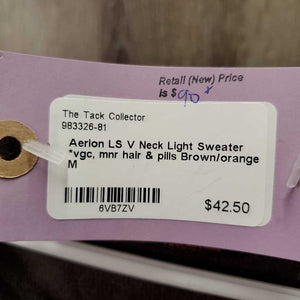 Retail (New) Price
is $90
The Tack Collector
983326-81
Aerion LS V Neck Light Sweater
*vgc, mnr hair & pills Brown/orange
M
6VB7ZV
$42.50